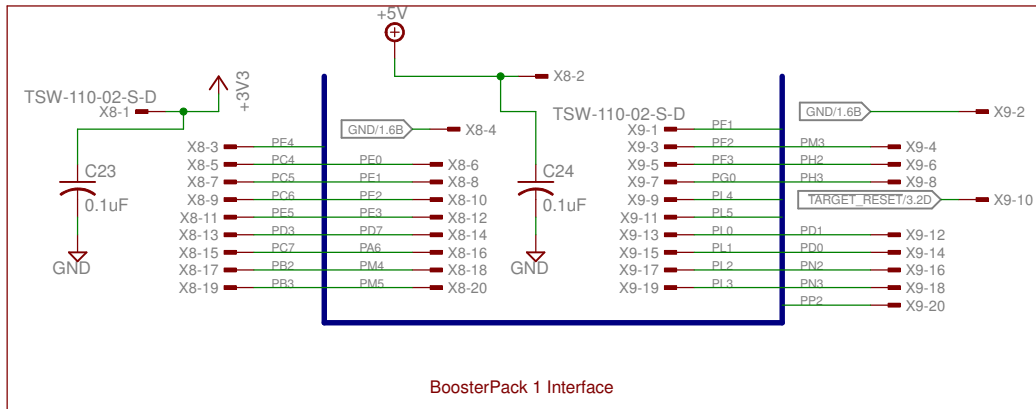 +5V
X8-2
TSW-110-02-S-D
X8-1
+3V3
C23
0.1uF
GND
GND/1.6B
X8-4
X8-3 PE4
X8-5 PC4 PE0 X8-6
X8-7 PC5 PE1 X8-8
X8-9 PC6 PE2 X8-10
X8-11 PE5 PE3 X8-12
X8-13 PD3 PD7 X8-14
X8-15 PC7 PA6 X8-16
X8-17 PB2 PM4 X8-18
X8-19 PB3 PM5 X8-20
C24
0.1uF
GND
TSW-110-02-S-D
GND/1.6B X9-2
X9-1 PF1
X9-3 PF2 PM3 X9-4
X9-5 PF3 PH2 X9-6
X9-7 PG0 PH3 X9-8
X9-9 PL4 TARGET_RESET/3.2D X9-10
X9-11 PL5
X9-13 PL0 PD1 X9-12
X9-15 PL1 PD0 X9-14
X9-17 PL2 PN2 X9-16
X9-19 PL3 PN3 X9-18
PP2 X9-20
BoosterPack 1 Interface